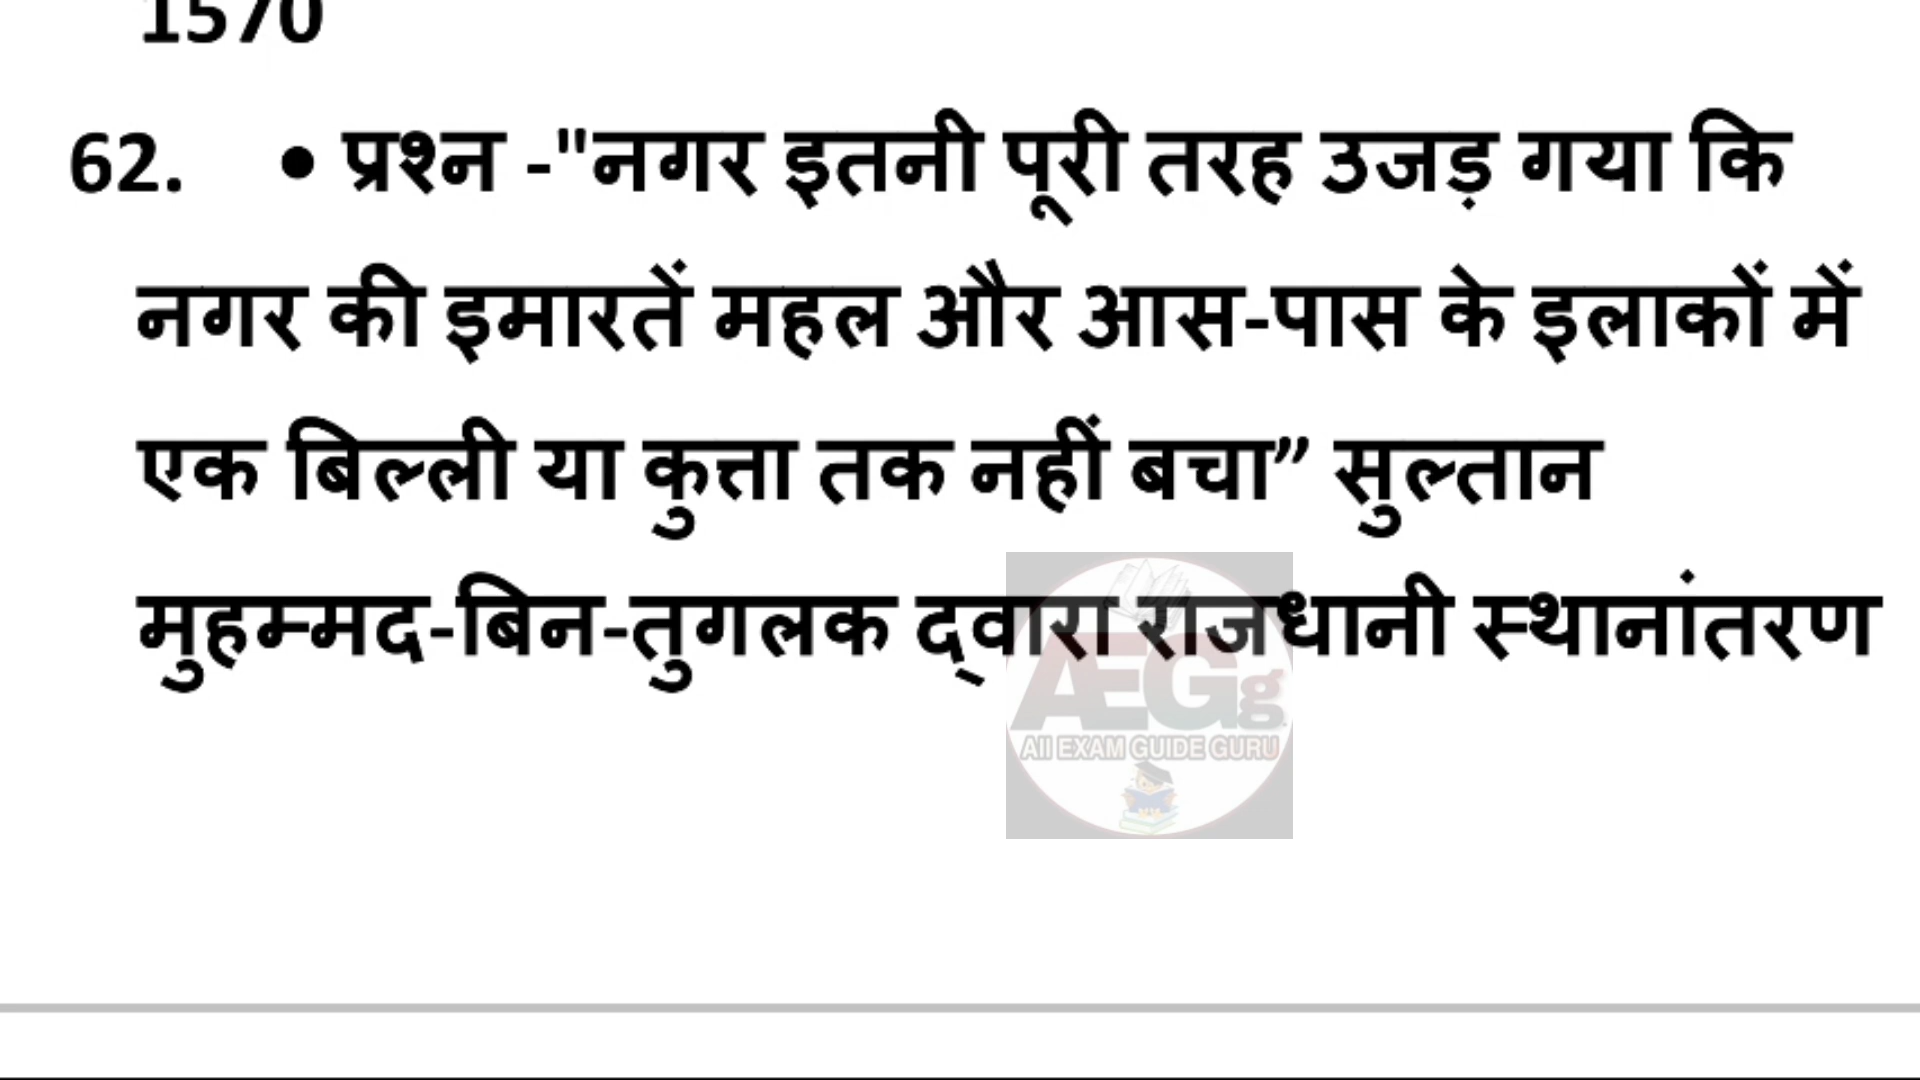 1570
62. • प्रश्न -"नगर इतनी पूरी तरह उजड़ गया कि
नगर की इमारतें महल और आस-पास के इलाकों में
एक बिल्ली या कुत्ता तक नहीं बचा” सुल्तान
मुहम्मद-बिन-तुगलक द्वारा राजधानी स्थानांतरण
ÆGg
All EXAM GUIDE GURU